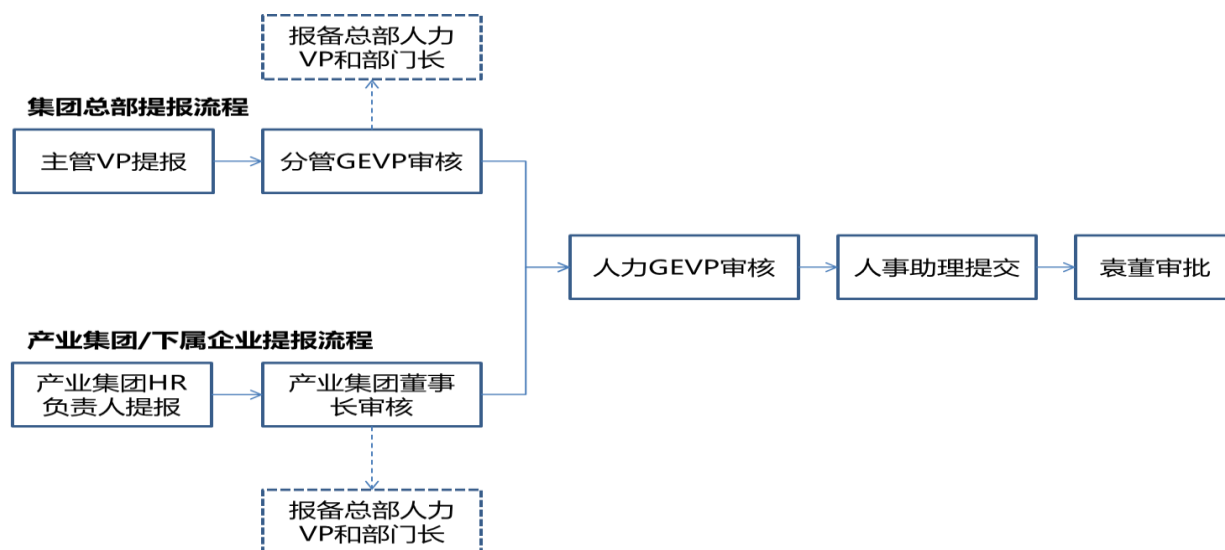 报备总部人力
VP和部门长
集团总部提报流程
主管VP提报
分管GEVP审核
人力GEVP审核
人事助理提交
袁董审批
产业集团/下属企业提报流程
产业集团HR
负责人提报
产业集团董事
长审核
报备总部人力
VP和部门长